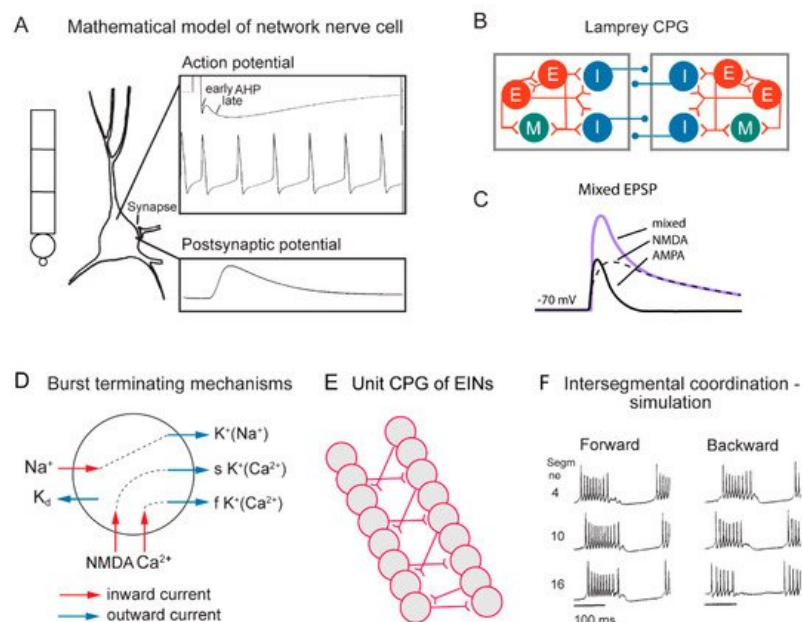 A
Mathematical model of network nerve cell
Action potential
early AHP
late
Synapse
Postsynaptic potential
B
Lamprey CPG
E I I E
E E
M I I M
C
Mixed EPSP
mixed
NMDA
AMPA
-70 mV
D
Burst terminating mechanisms
Na⁺
K⁺(Na⁺)
s K⁺(Ca²⁺)
K_d
f K⁺(Ca²⁺)
NMDA Ca²⁺
inward current
outward current
E
Unit CPG of EINs
F
Intersegmental coordination -
simulation
Forward
Backward
Segm
ne
4
10
16
100 ms